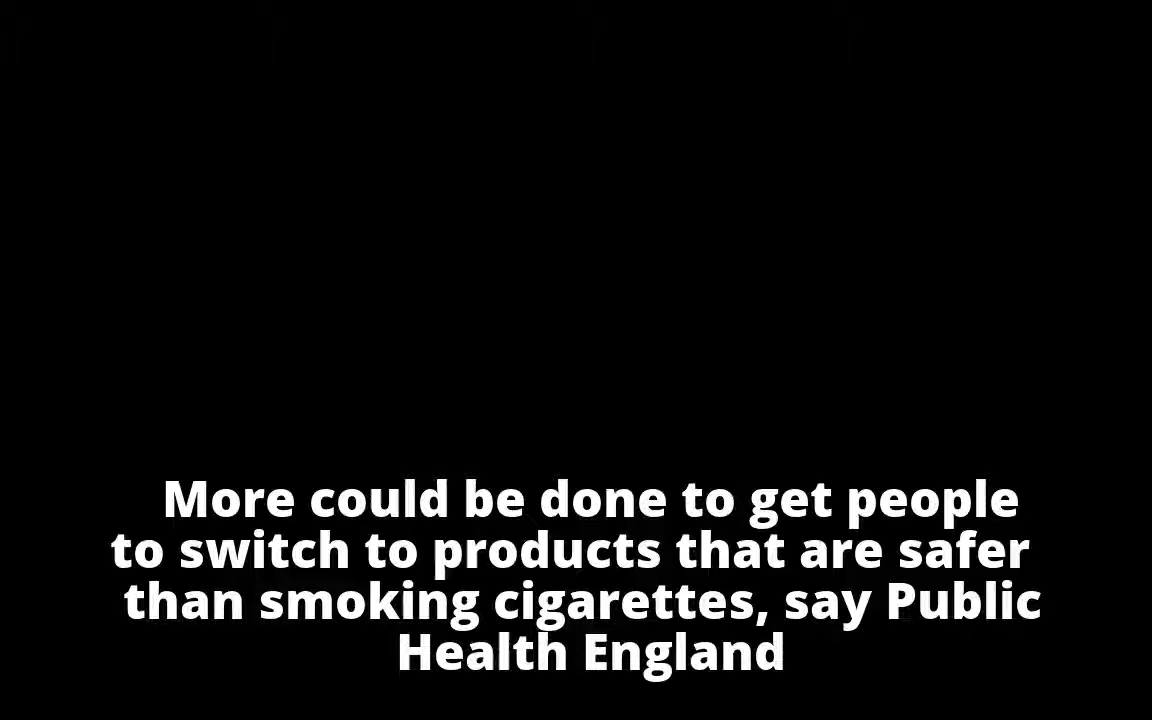 More could be done to get people
to switch to products that are safer
than smoking cigarettes, say Public
Health England